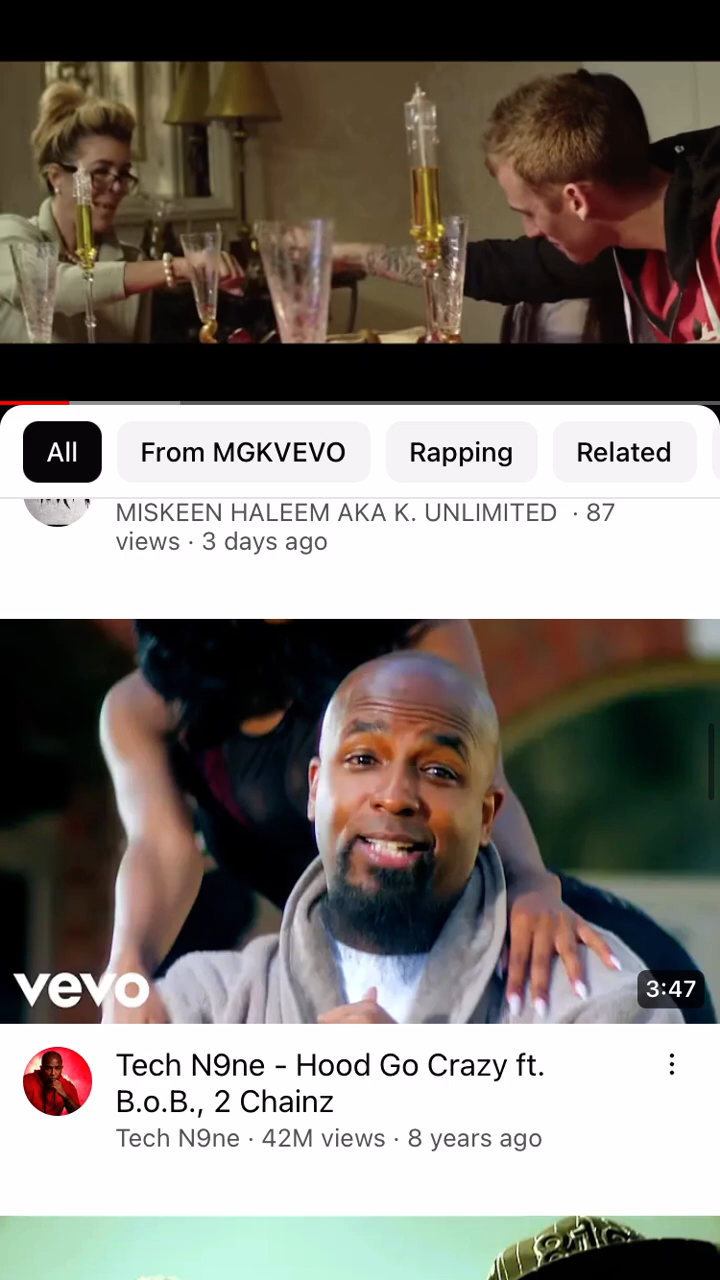 All From MGKVEVO Rapping Related
MISKEEN HALEEM AKA K. UNLIMITED · 87
views · 3 days ago
vevo
3:47
Tech N9ne - Hood Go Crazy ft.
B.o.B., 2 Chainz
Tech N9ne · 42M views · 8 years ago